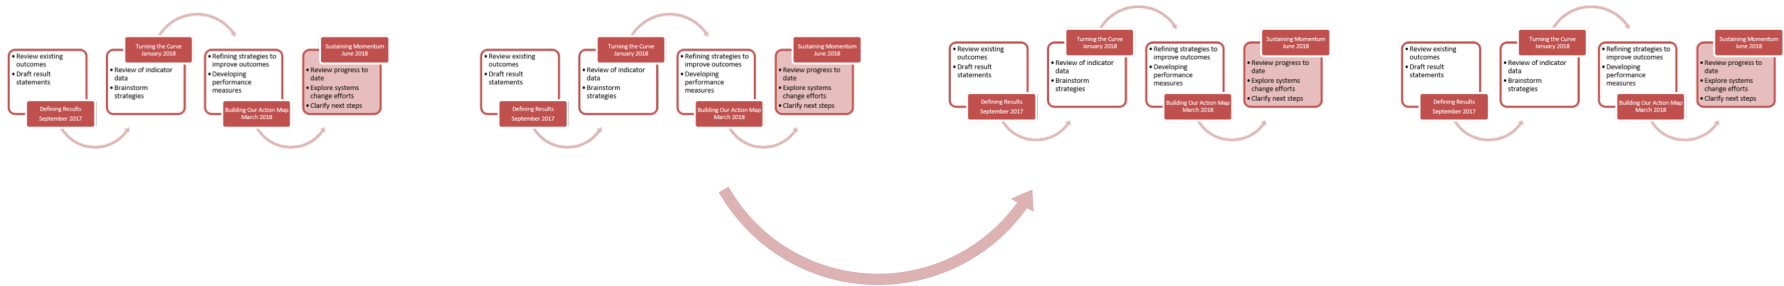 • Review existing
outcomes
• Draft result
statements
Defining Results
September 2017
Turning the Curve
January 2018
• Review of indicator
data
• Brainstorm
strategies
• Refining strategies to
improve outcomes
• Developing
performance
measures
Building Our Action Map
March 2018
Sustaining Momentum
June 2018
• Review progress to
date
• Explore systems
change efforts
• Clarify next steps
• Review existing
outcomes
• Draft result
statements
Defining Results
September 2017
Turning the Curve
January 2018
• Review of indicator
data
• Brainstorm
strategies
• Refining strategies to
improve outcomes
• Developing
performance
measures
Building Our Action Map
March 2018
Sustaining Momentum
June 2018
• Review progress to
date
• Explore systems
change efforts
• Clarify next steps
• Review existing
outcomes
• Draft result
statements
Defining Results
September 2017
Turning the Curve
January 2018
• Review of indicator
data
• Brainstorm
strategies
• Refining strategies to
improve outcomes
• Developing
performance
measures
Building Our Action Map
March 2018
Sustaining Momentum
June 2018
• Review progress to
date
• Explore systems
change efforts
• Clarify next steps
• Review existing
outcomes
• Draft result
statements
Defining Results
September 2017
Turning the Curve
January 2018
• Review of indicator
data
• Brainstorm
strategies
• Refining strategies to
improve outcomes
• Developing
performance
measures
Building Our Action Map
March 2018
Sustaining Momentum
June 2018
• Review progress to
date
• Explore systems
change efforts
• Clarify next steps